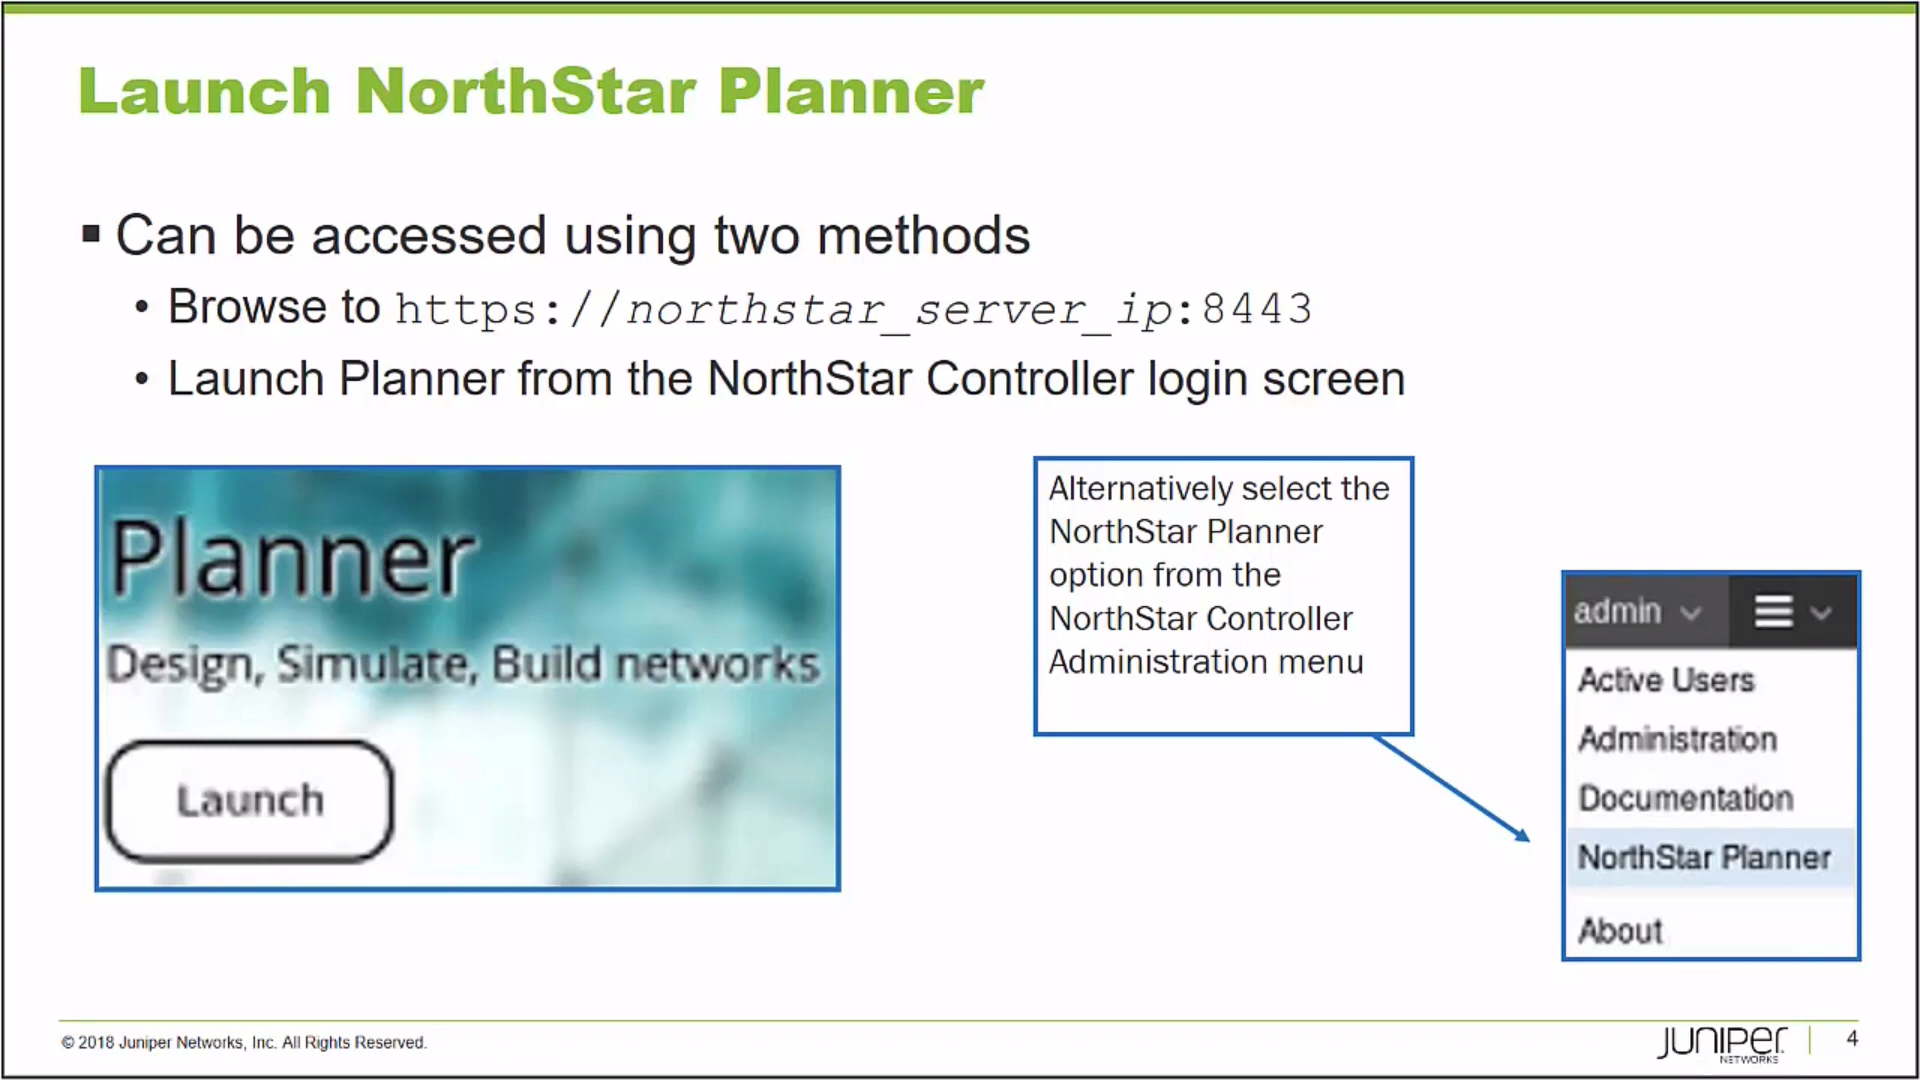 Launch NorthStar Planner
▪ Can be accessed using two methods
• Browse to https://northstar_server_ip:8443
• Launch Planner from the NorthStar Controller login screen
Planner
Design, Simulate, Build networks
Launch
Alternatively select the
NorthStar Planner
option from the
NorthStar Controller
Administration menu
admin
Active Users
Administration
Documentation
NorthStar Planner
About
© 2018 Juniper Networks, Inc. All Rights Reserved.
JUNIPER
NETWORKS
4